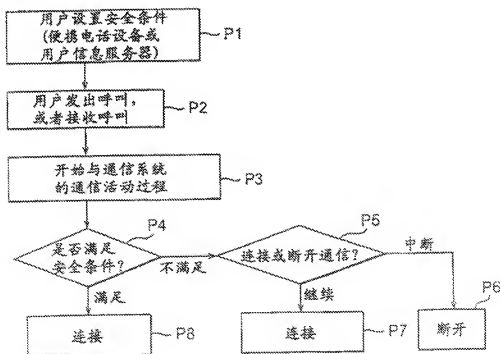 用户设置安全条件
(便携电话设备或
用户信息服务器)
P1
用户发出呼叫，
或者接收呼叫
P2
开始与通信系统
的通信活动过程
P3
P4
是否满足
安全条件？
不满足
满足
P5
连接或断开通信？
中断
继续
P6
断开
连接
P8
连接
P7